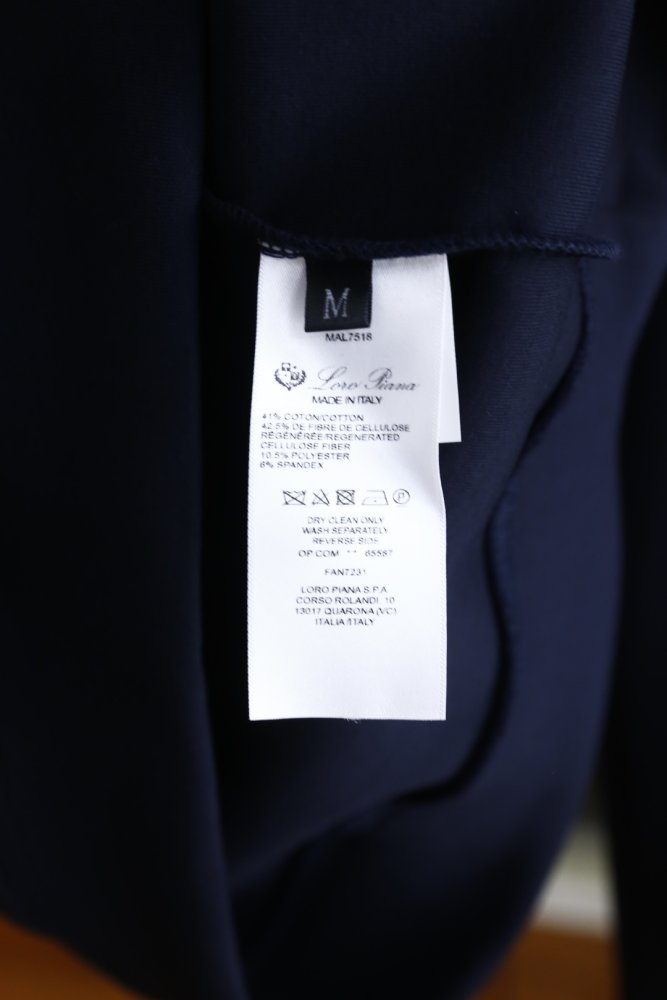 M
MAL7518
Loro Piana
MADE IN ITALY
41% COTON/COTTON
42.5% DE FIBRE DE CELLULOSE
RÉGÉNÉRÉE/REGENERATED
CELLULOSE FIBER
10.5% POLYESTER
6% SPANDEX
P
DRY CLEAN ONLY
WASH SEPARATELY
REVERSE SIDE
OP COM ** 65587
FAN7231
LORO PIANA S.P.A.
CORSO ROLANDI, 10
13017 QUARONA (VC)
ITALIA/ITALY